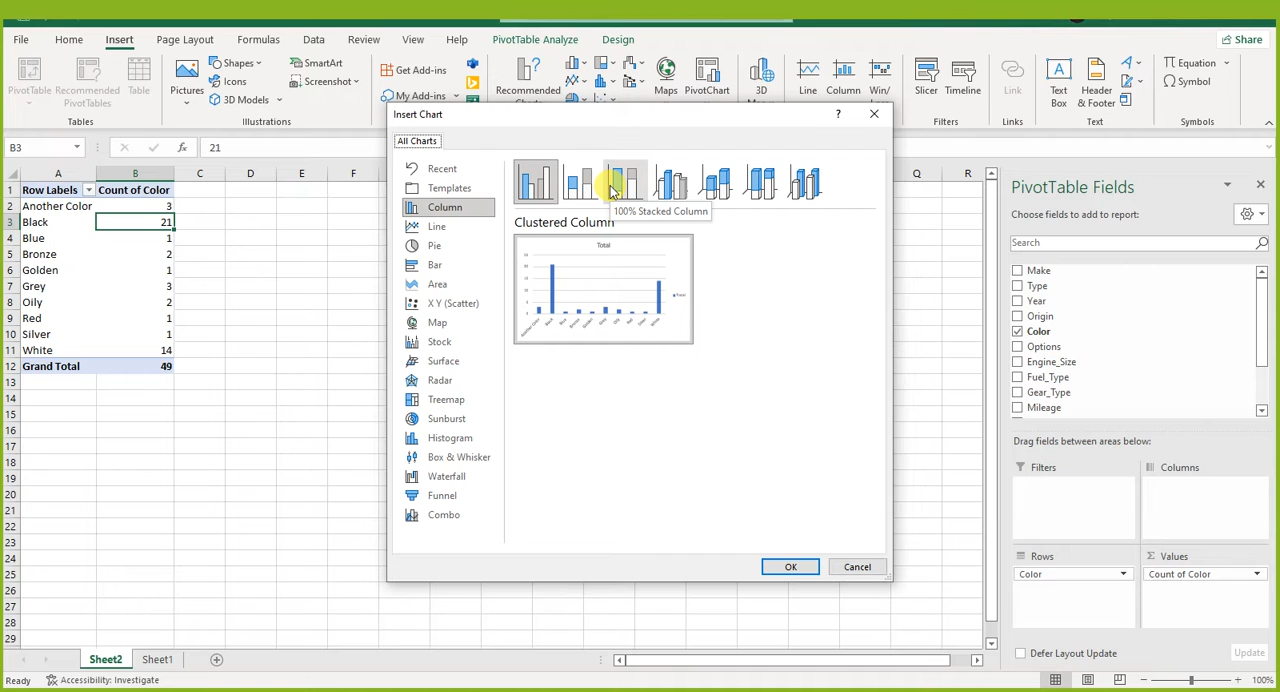 File Home Insert Page Layout Formulas Data Review View Help PivotTable Analyze Design Share
PivotTable Recommended PivotTables Table
Tables
Pictures Shapes Icons 3D Models SmartArt Screenshot
Illustrations
Get Add-ins
My Add-ins
Recommended
Maps PivotChart
3D
Line Column Win/
Slicer Timeline
Filters
Link
Links
Text Box Header & Footer
Text
Equation
Symbol
Symbols
B3 fx 21
A B C D E F Q R
1 Row Labels Count of Color
2 Another Color 3
3 Black 21
4 Blue 1
5 Bronze 2
6 Golden 1
7 Grey 3
8 Oily 2
9 Red 1
10 Silver 1
11 White 14
12 Grand Total 49
13
14
15
16
17
18
19
20
21
22
23
24
25
26
27
28
29
Insert Chart ?
All Charts
Recent
Templates
Column
Line
Pie
Bar
Area
X Y (Scatter)
Map
Stock
Surface
Radar
Treemap
Sunburst
Histogram
Box & Whisker
Waterfall
Funnel
Combo
100% Stacked Column
Clustered Column
Total
OK Cancel
PivotTable Fields
Choose fields to add to report:
Search
Make
Type
Year
Origin
Color
Options
Engine_Size
Fuel_Type
Gear_Type
Mileage
Drag fields between areas below:
Filters Columns
Rows Σ Values
Color Count of Color
Defer Layout Update Update
Sheet2 Sheet1
Ready Accessibility: Investigate 100%